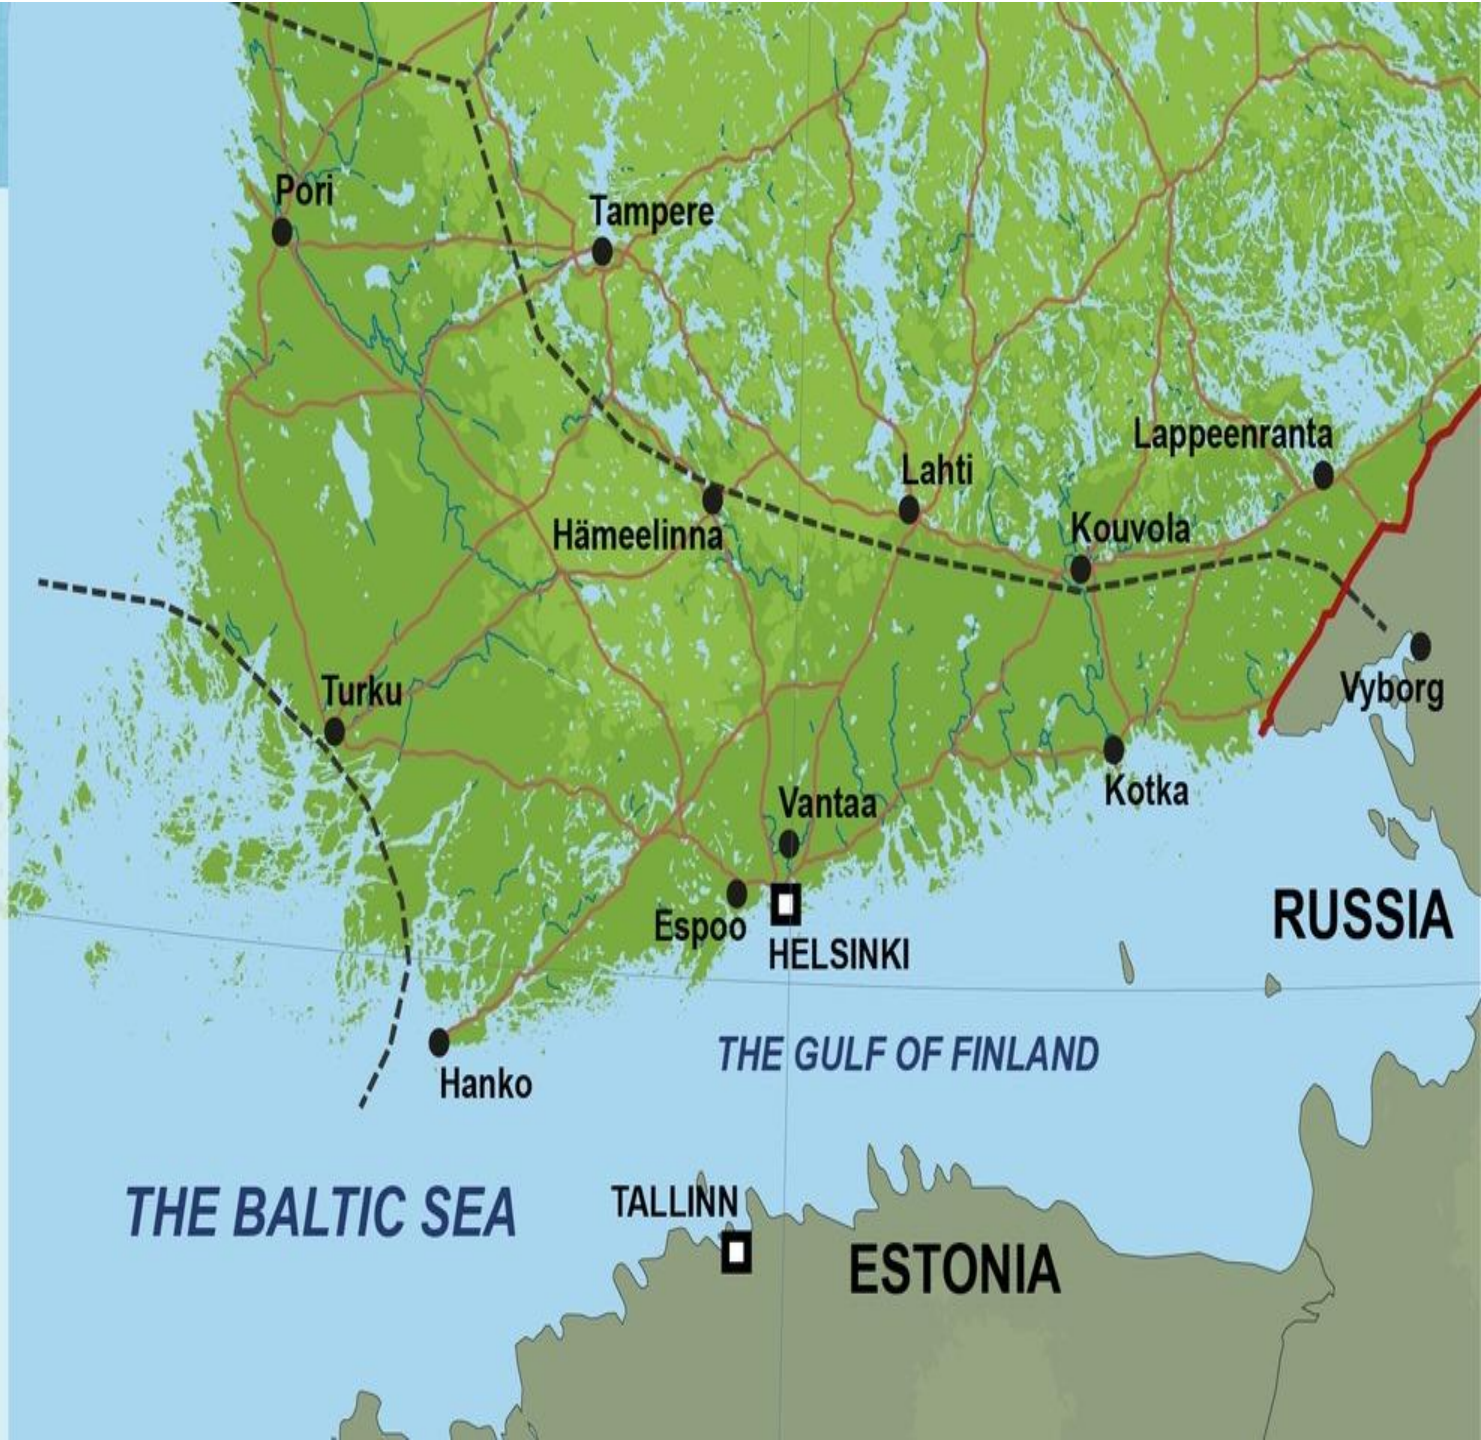 Pori
Tampere
Lappeenranta
Lahti
Hämeelinna
Kouvola
Turku
Vyborg
Vantaa
Kotka
Espoo
HELSINKI
RUSSIA
THE GULF OF FINLAND
Hanko
THE BALTIC SEA
TALLINN
ESTONIA